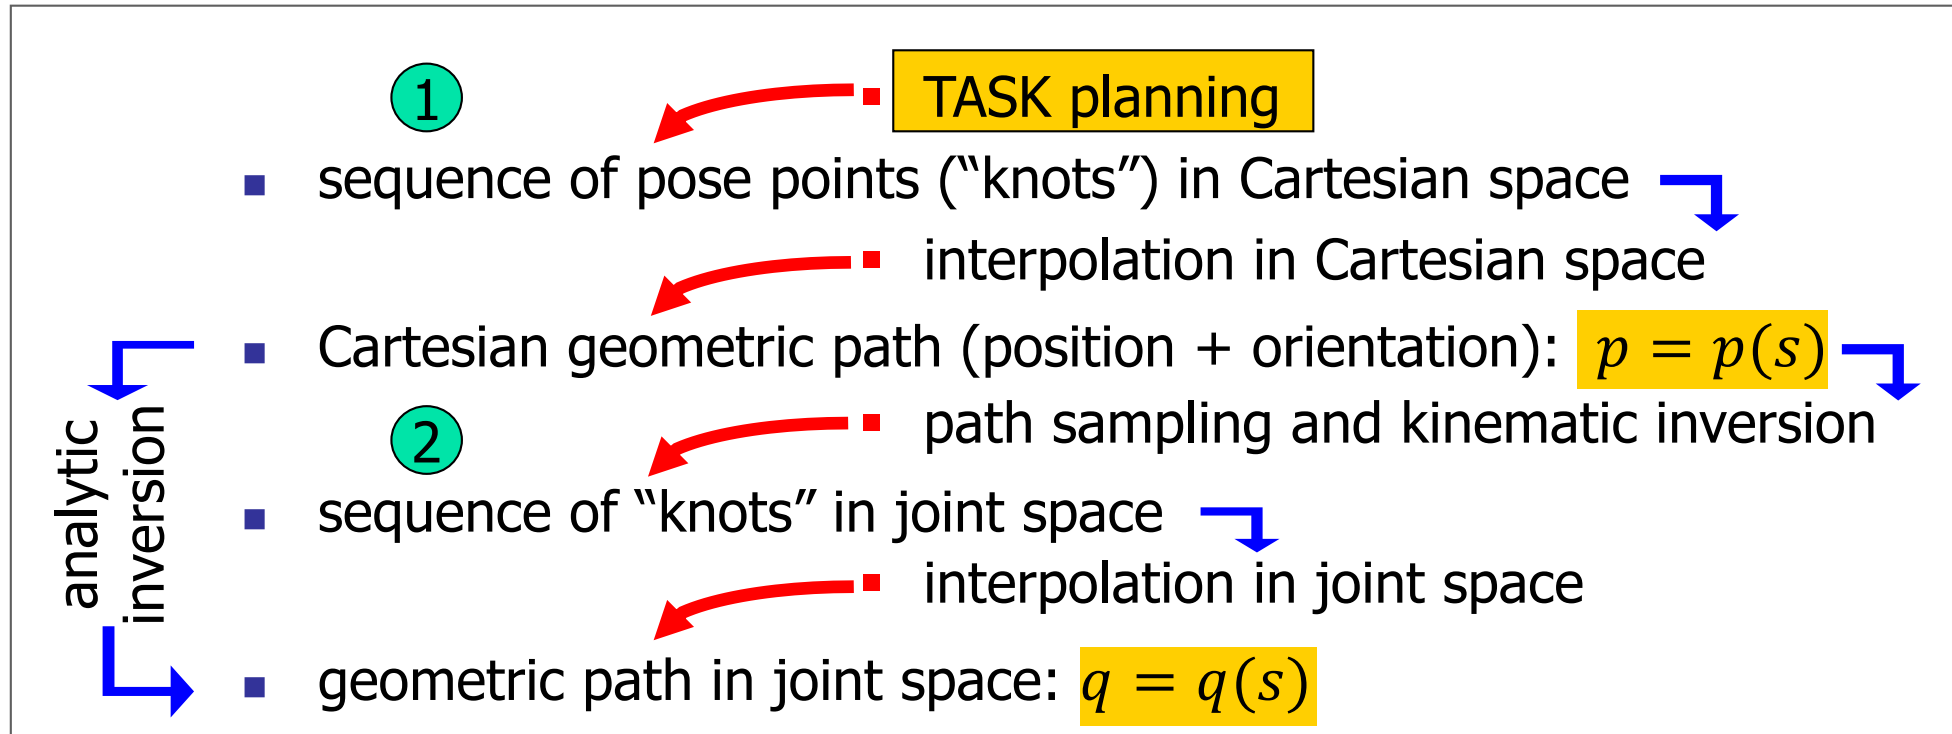 1
TASK planning
sequence of pose points (“knots”) in Cartesian space
interpolation in Cartesian space
Cartesian geometric path (position + orientation): p = p(s)
path sampling and kinematic inversion
2
sequence of “knots” in joint space
interpolation in joint space
geometric path in joint space: q = q(s)
analytic
inversion